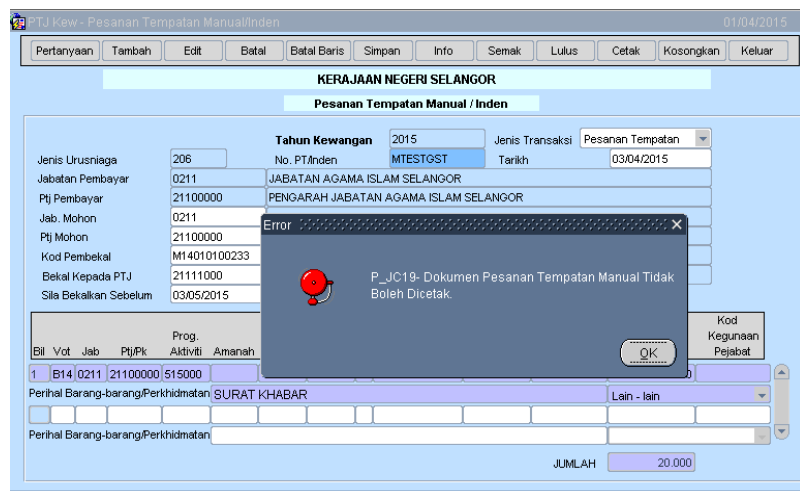 PTJ Kew - Pesanan Tempatan Manual/Inden 01/04/2015
Pertanyaan Tambah Edit Batal Batal Baris Simpan Info Semak Lulus Cetak Kosongkan Keluar
KERAJAAN NEGERI SELANGOR
Pesanan Tempatan Manual / Inden
Tahun Kewangan 2015 Jenis Transaksi Pesanan Tempatan
Jenis Urusniaga 206 No. PT/Inden MTESTGST Tarikh 03/04/2015
Jabatan Pembayar 0211 JABATAN AGAMA ISLAM SELANGOR
Ptj Pembayar 21100000 PENGARAH JABATAN AGAMA ISLAM SELANGOR
Jab. Mohon 0211
Ptj Mohon 21100000
Kod Pembekal M14010100233
Bekal Kepada PTJ 21111000
Sila Bekalkan Sebelum 03/05/2015
Error
P_JC19- Dokumen Pesanan Tempatan Manual Tidak
Boleh Dicetak.
OK
Bil Vot Jab Ptj/Pk Prog. Aktiviti Amanah Kod Kegunaan Pejabat
1 B14 0211 21100000 515000 0
Perihal Barang-barang/Perkhidmatan SURAT KHABAR Lain - lain
Perihal Barang-barang/Perkhidmatan
JUMLAH 20.000